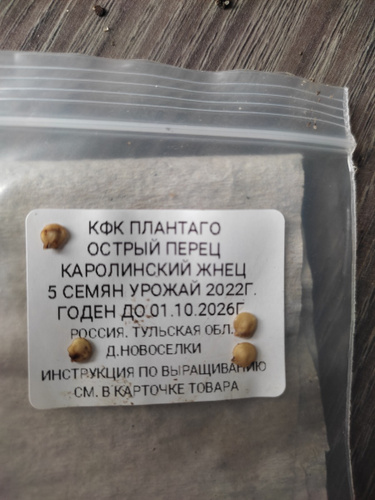 КФК ПЛАНТАГО
ОСТРЫЙ ПЕРЕЦ
КАРОЛИНСКИЙ ЖНЕЦ
5 СЕМЯН УРОЖАЙ 2022Г.
ГОДЕН ДО 01.10.2026Г.
РОССИЯ. ТУЛЬСКАЯ ОБЛ.
Д.НОВОСЕЛКИ
ИНСТРУКЦИЯ ПО ВЫРАЩИВАНИЮ
СМ. В КАРТОЧКЕ ТОВАРА